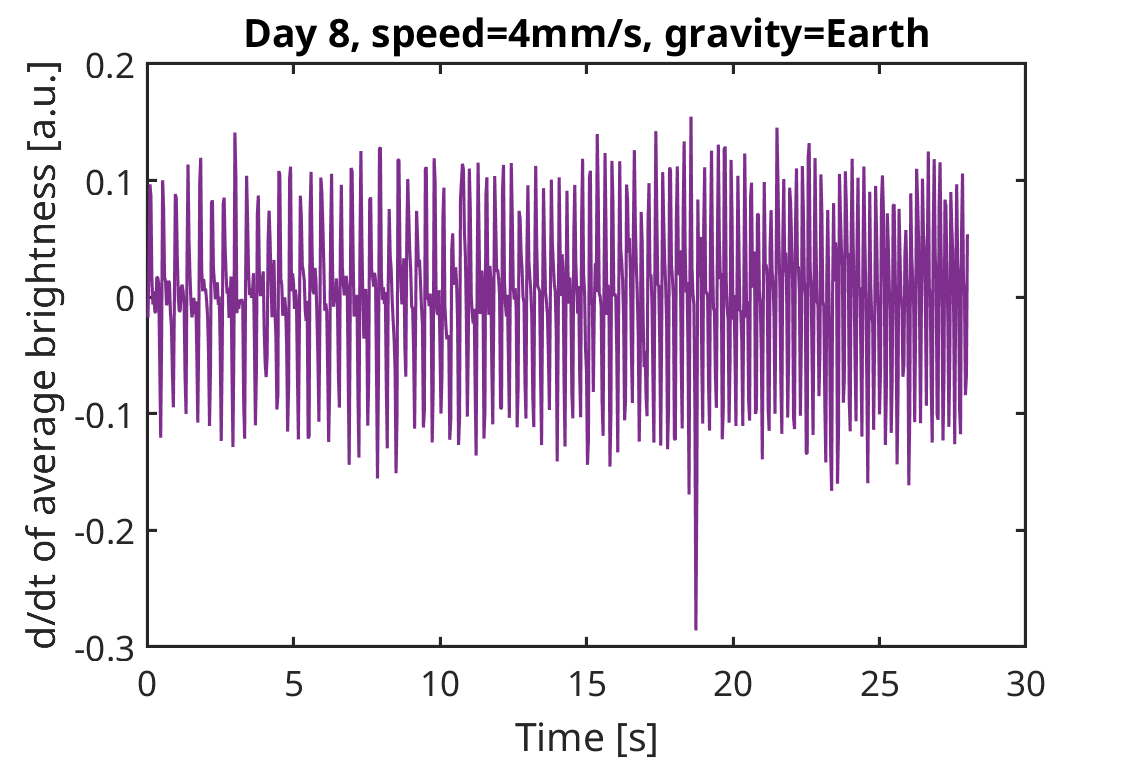 Day 8, speed=4mm/s, gravity=Earth
d/dt of average brightness [a.u.]
0.2
0.1
0
-0.1
-0.2
-0.3
0 5 10 15 20 25 30
Time [s]